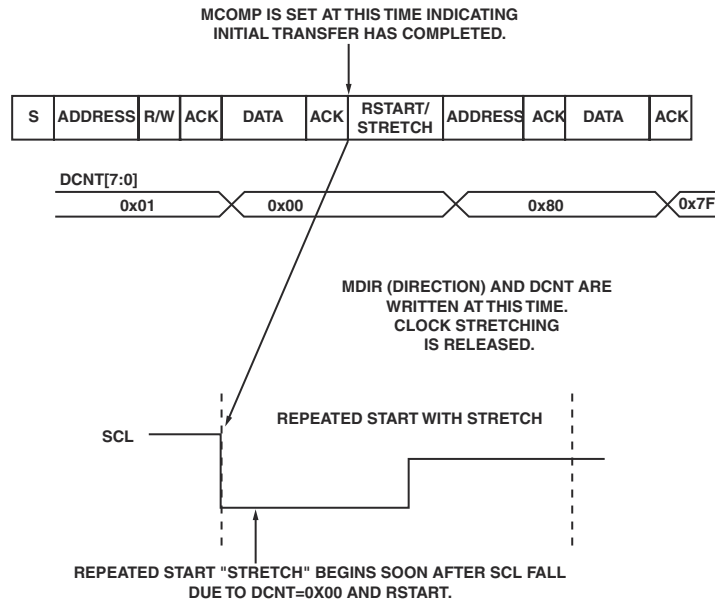 MCOMP IS SET AT THIS TIME INDICATING
INITIAL TRANSFER HAS COMPLETED.
S ADDRESS R/W ACK DATA ACK RSTART/ STRETCH ADDRESS ACK DATA ACK
DCNT[7:0]
0x01 0x00 0x80 0x7F
MDIR (DIRECTION) AND DCNT ARE
WRITTEN AT THIS TIME.
CLOCK STRETCHING
IS RELEASED.
REPEATED START WITH STRETCH
SCL
REPEATED START "STRETCH" BEGINS SOON AFTER SCL FALL
DUE TO DCNT=0X00 AND RSTART.